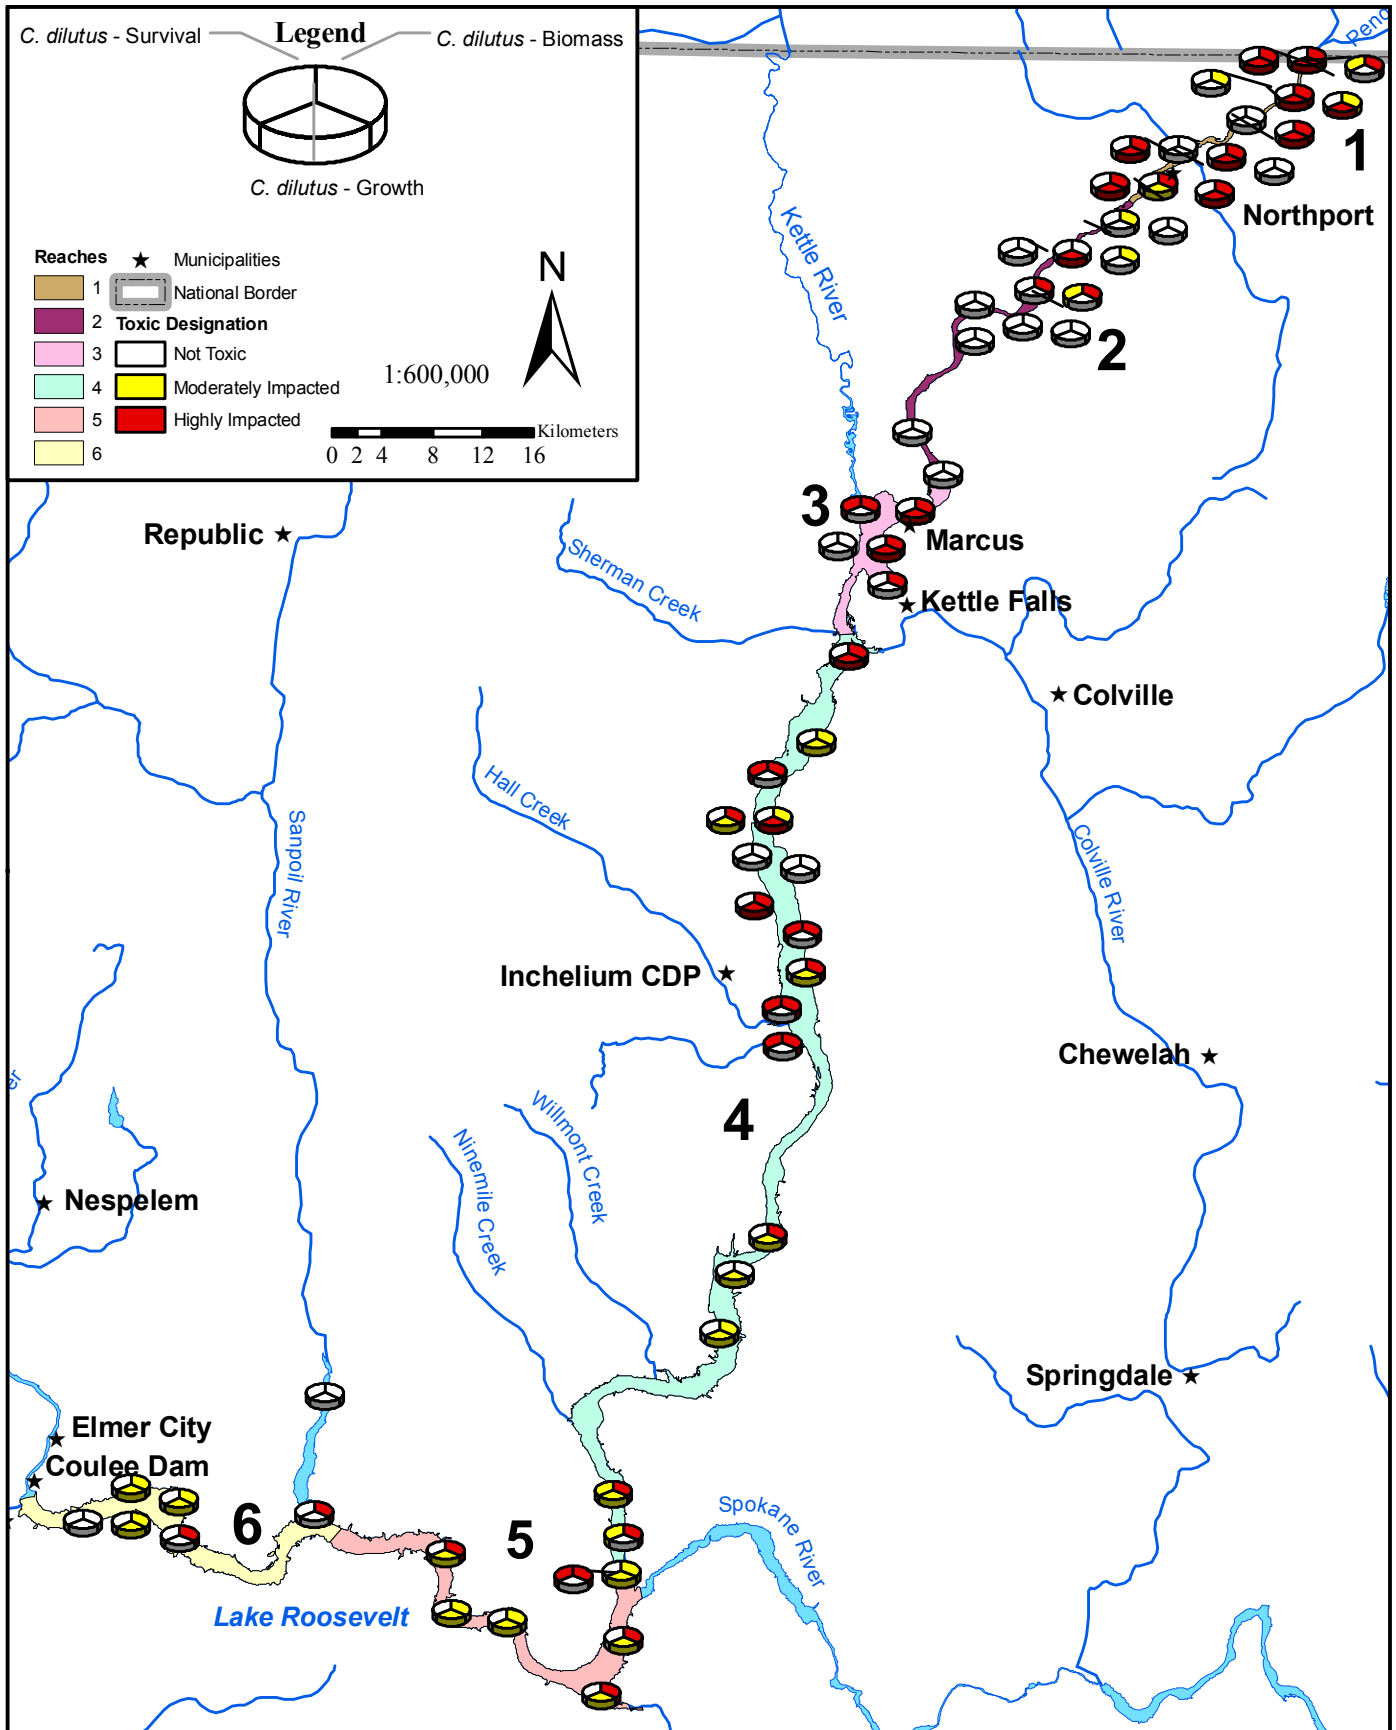 Legend
C. dilutus - Survival
C. dilutus - Biomass
C. dilutus - Growth
Reaches
1
2
3
4
5
6
Municipalities
National Border
Toxic Designation
Not Toxic
Moderately Impacted
Highly Impacted
N
1:600,000
Kilometers
0 2 4 8 12 16
Peno
1
Northport
Kettle River
2
3
Republic
Marcus
Sherman Creek
Kettle Falls
Colville
Hall Creek
Sanpoil River
Colville River
Inchelium CDP
Chewelah
er
4
Willmont Creek
Ninemile Creek
Nespelem
Springdale
Elmer City
Coulee Dam
6
5
Spokane River
Lake Roosevelt